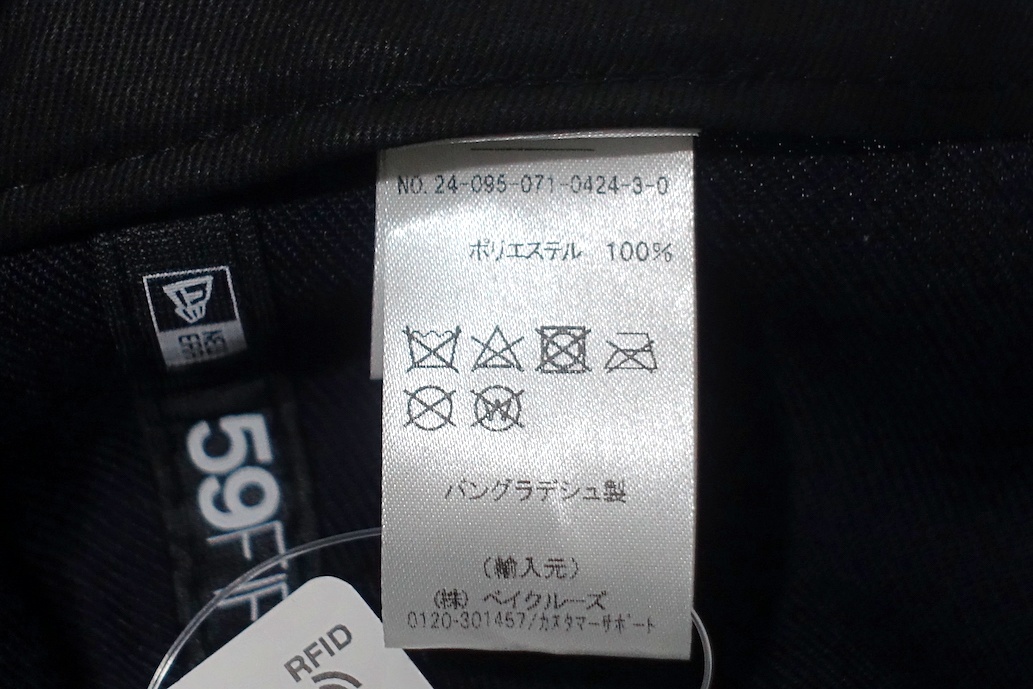 NO. 24-095-071-0424-3-0
ポリエステル 100%
バングラデシュ製
(輸入元)
(株) ベイクルーズ
0120-301457/カスタマーサポート
59FIF
RFID